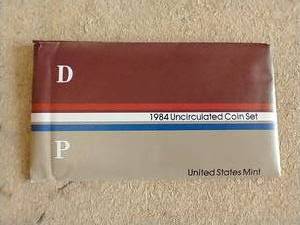 D
1984 Uncirculated Coin Set
P
United States Mint